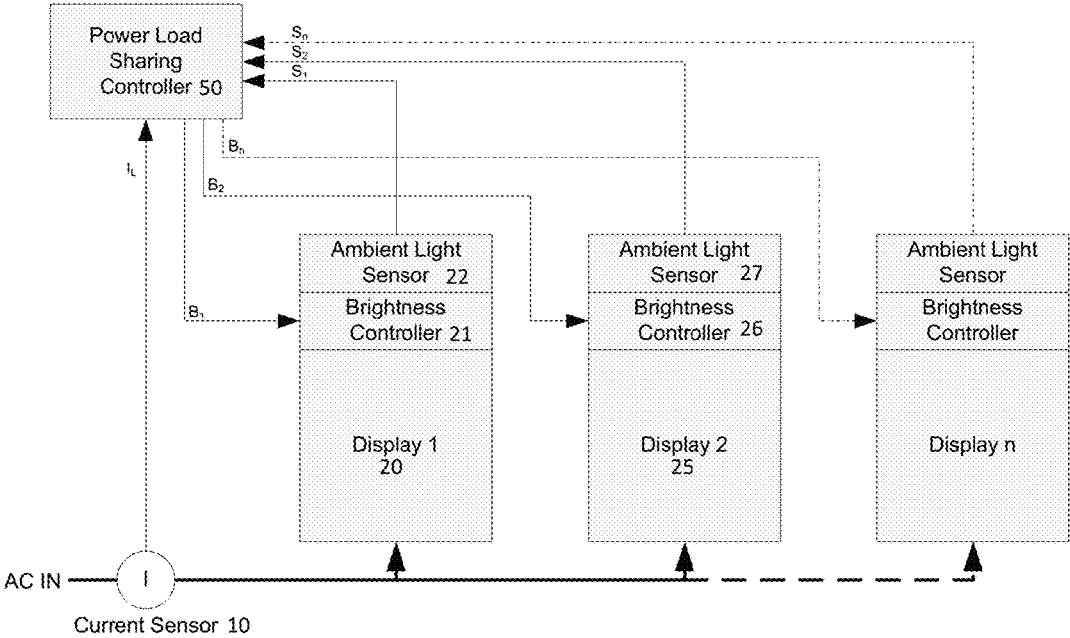 Power Load
Sharing
Controller 50
Sn
S2
S1
IL
Bn
B2
B1
Ambient Light
Sensor 22
Brightness
Controller 21
Display 1
20
Ambient Light
Sensor 27
Brightness
Controller 26
Display 2
25
Ambient Light
Sensor
Brightness
Controller
Display n
AC IN
I
Current Sensor 10